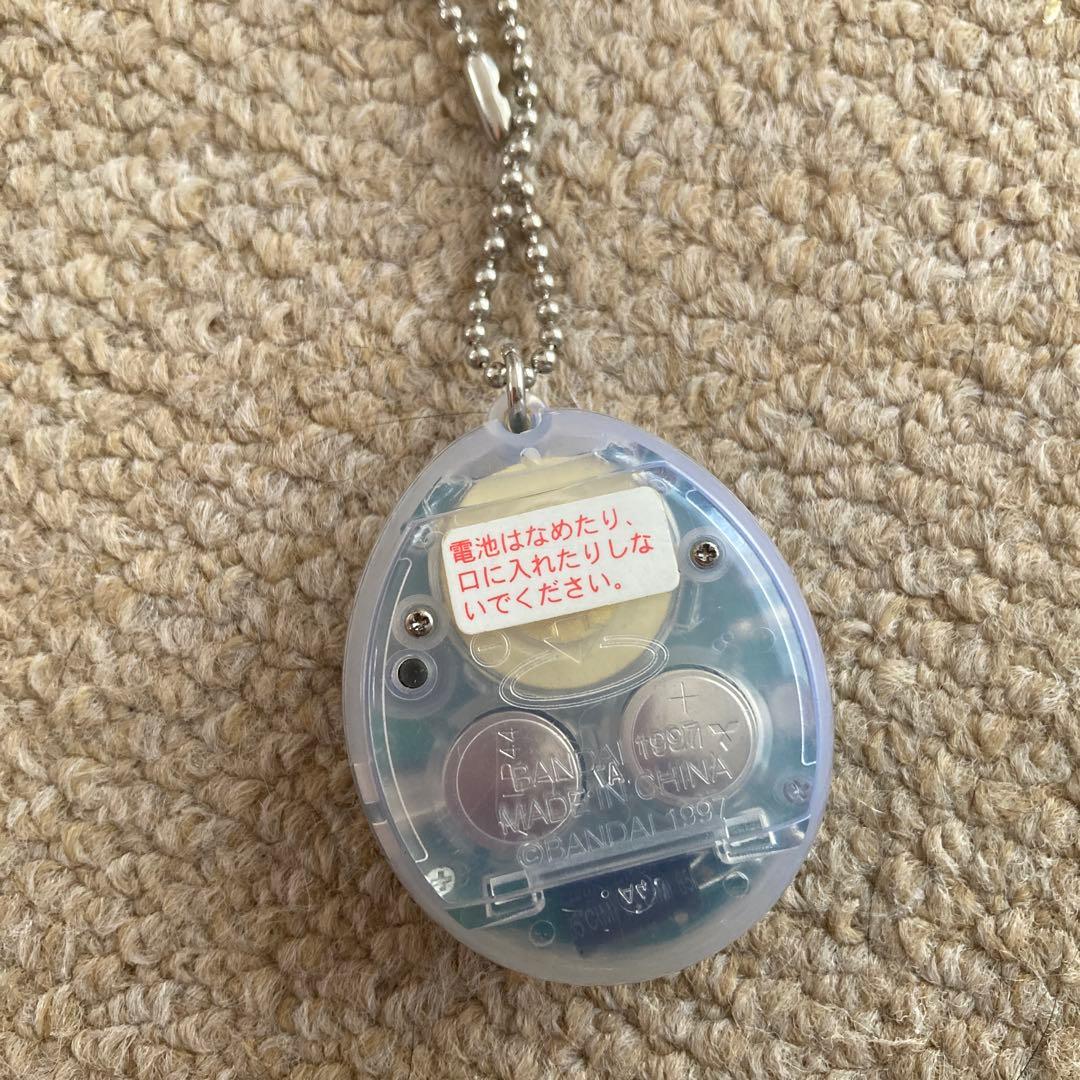 電池はなめたり、
口に入れたりしな
いでください。
+
LR44
BANDAI 1997
MADE IN CHINA
©BANDAI 1997